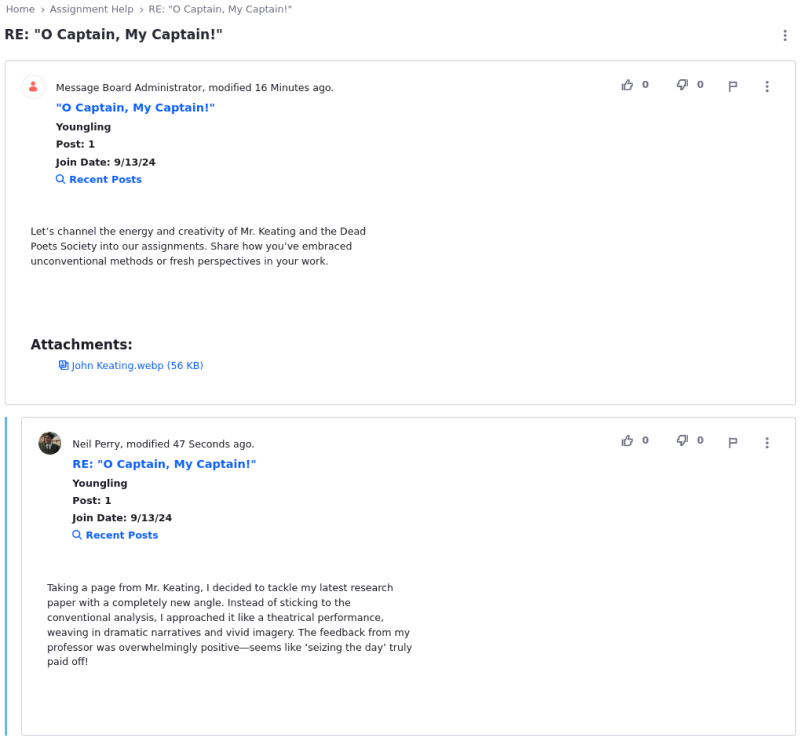 Home › Assignment Help › RE: "O Captain, My Captain!"
RE: "O Captain, My Captain!"
Message Board Administrator, modified 16 Minutes ago.
0 0
"O Captain, My Captain!"
Youngling
Post: 1
Join Date: 9/13/24
Recent Posts
Let’s channel the energy and creativity of Mr. Keating and the Dead
Poets Society into our assignments. Share how you’ve embraced
unconventional methods or fresh perspectives in your work.
Attachments:
John Keating.webp (56 KB)
Neil Perry, modified 47 Seconds ago.
0 0
RE: "O Captain, My Captain!"
Youngling
Post: 1
Join Date: 9/13/24
Recent Posts
Taking a page from Mr. Keating, I decided to tackle my latest research
paper with a completely new angle. Instead of sticking to the
conventional analysis, I approached it like a theatrical performance,
weaving in dramatic narratives and vivid imagery. The feedback from my
professor was overwhelmingly positive—seems like ‘seizing the day’ truly
paid off!